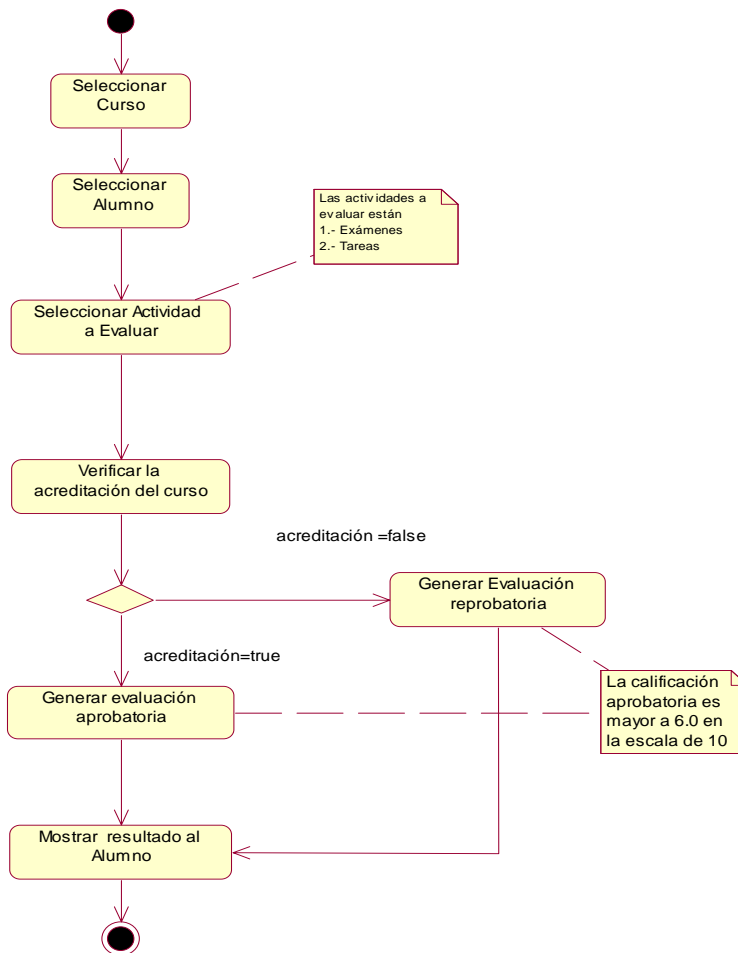 Seleccionar
Curso
Seleccionar
Alumno
Las actividades a
evaluar están
1.- Exámenes
2.- Tareas
Seleccionar Actividad
a Evaluar
Verificar la
acreditación del curso
acreditación =false
Generar Evaluación
reprobatoria
acreditación=true
La calificación
aprobatoria es
mayor a 6.0 en
la escala de 10
Generar evaluación
aprobatoria
Mostrar resultado al
Alumno